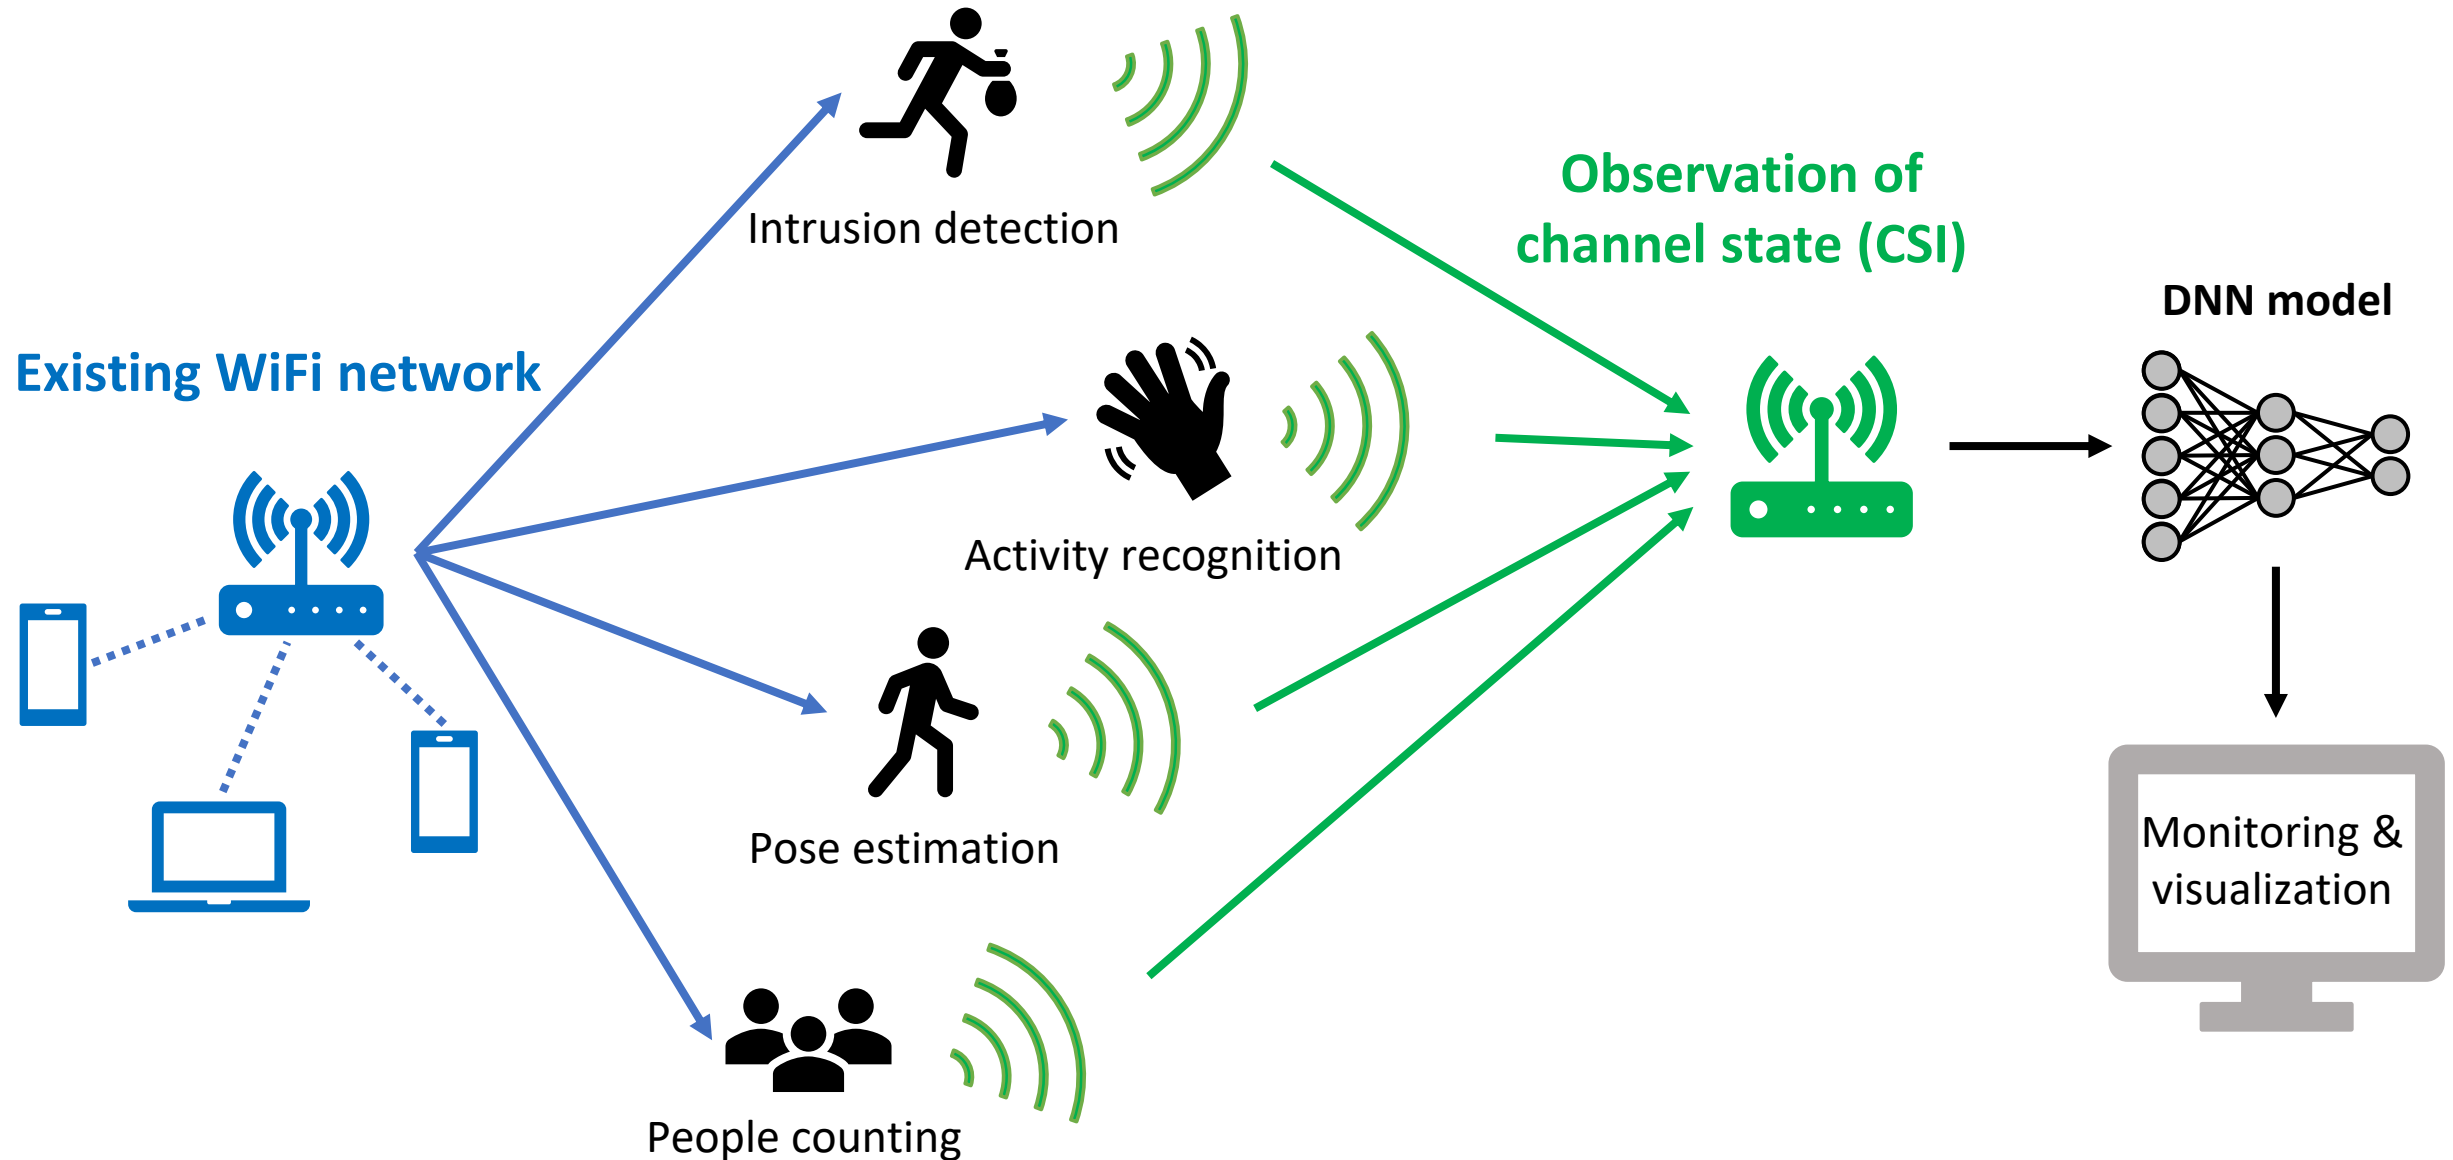 Existing WiFi network
Intrusion detection
Activity recognition
Pose estimation
People counting
Observation of
channel state (CSI)
DNN model
Monitoring &
visualization